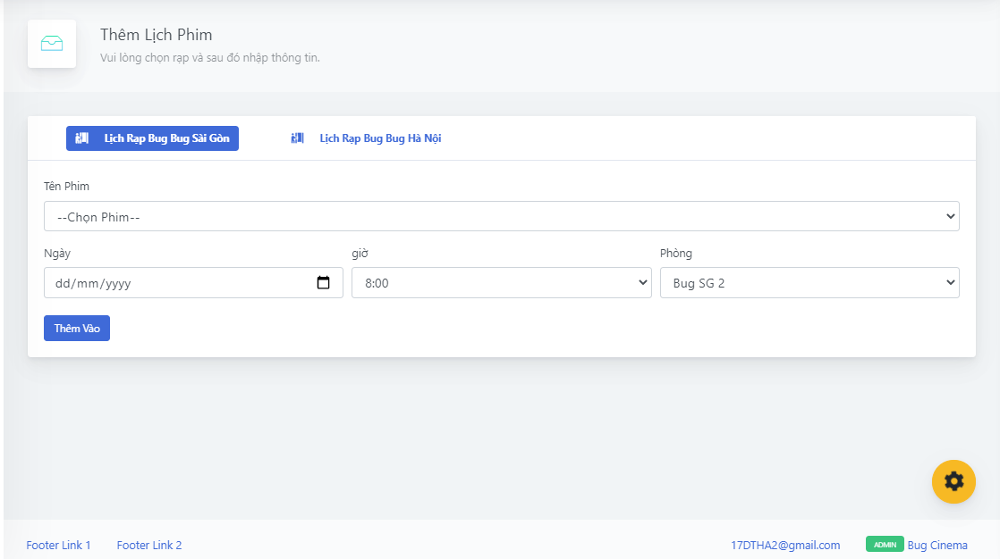 Thêm Lịch Phim
Vui lòng chọn rạp và sau đó nhập thông tin.
Lịch Rạp Bug Bug Sài Gòn Lịch Rạp Bug Bug Hà Nội
Tên Phim
--Chọn Phim--
Ngày giờ Phòng
dd/mm/yyyy 8:00 Bug SG 2
Thêm Vào
Footer Link 1 Footer Link 2 17DTHA2@gmail.com ADMIN Bug Cinema